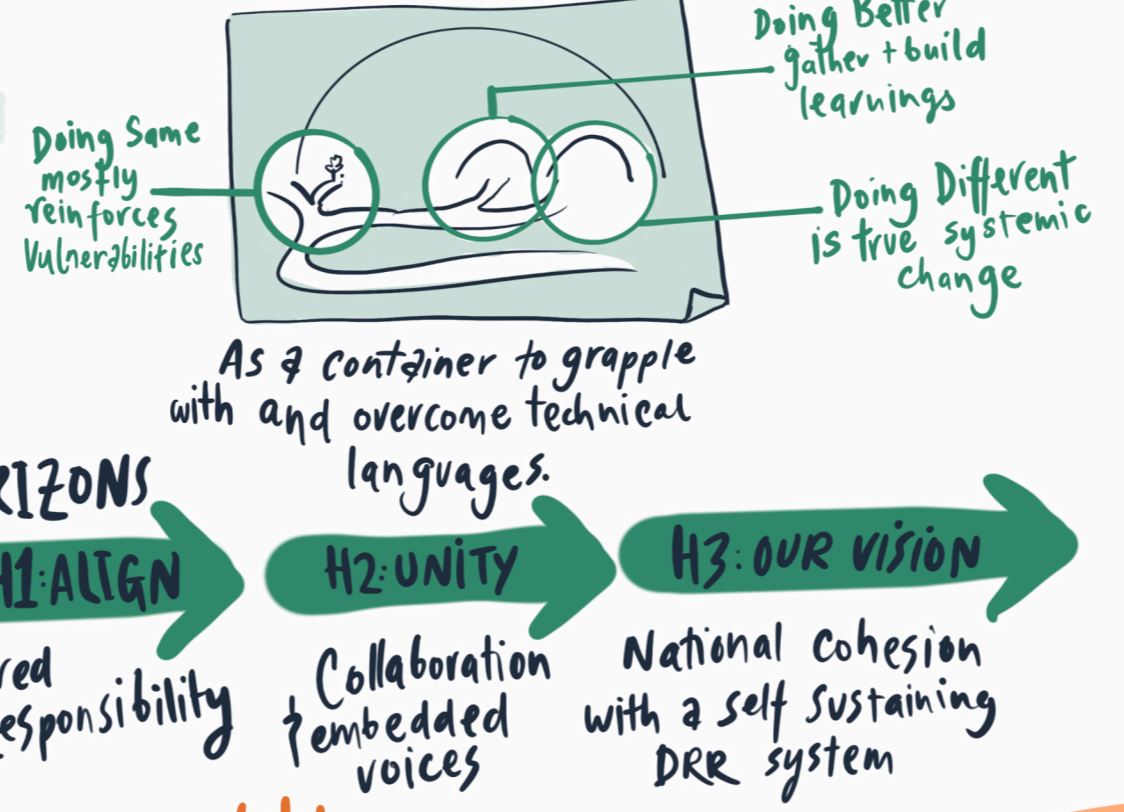 Doing Better
gather + build
learnings
Doing Same
mostly
reinforces
Vulnerabilities
Doing Different
is true systemic
change
As a container to grapple
with and overcome technical
languages.
RIZONS
H1: ALIGN
H2: UNITY
H3: OUR VISION
red
esponsibility
Collaboration
& embedded
voices
National Cohesion
with a self sustaining
DRR system